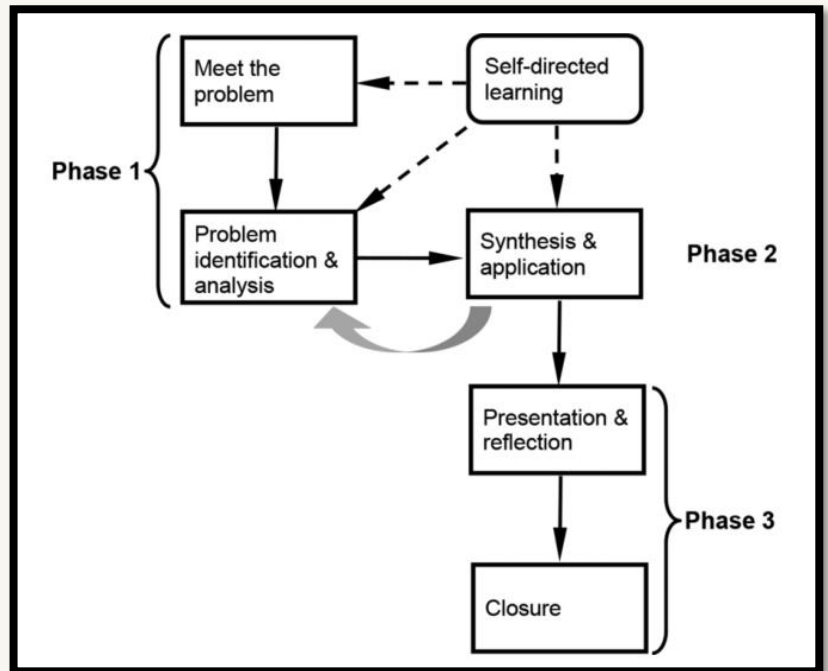 Meet the
problem
Self-directed
learning
Phase 1
Problem
identification &
analysis
Synthesis &
application
Phase 2
Presentation &
reflection
Phase 3
Closure